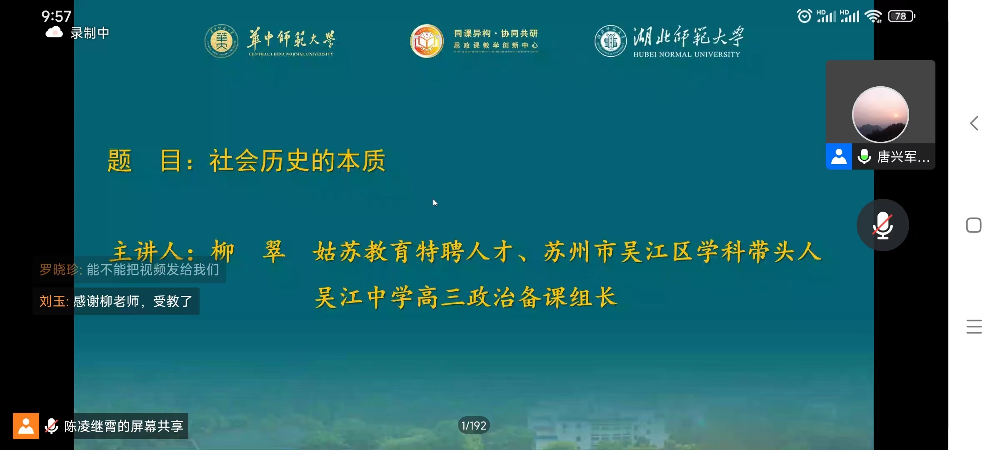 9:57
HD HD 78
录制中
華中師範大學
CENTRAL CHINA NORMAL UNIVERSITY
同课异构·协同共研
思政课教学创新中心
湖北師範大学
HUBEI NORMAL UNIVERSITY
唐兴军...
题 目：社会历史的本质
主讲人：柳 翠 姑苏教育特聘人才、苏州市吴江区学科带头人
吴江中学高三政治备课组长
罗晓珍: 能不能把视频发给我们
刘玉: 感谢柳老师，受教了
陈凌继霄的屏幕共享
1/192